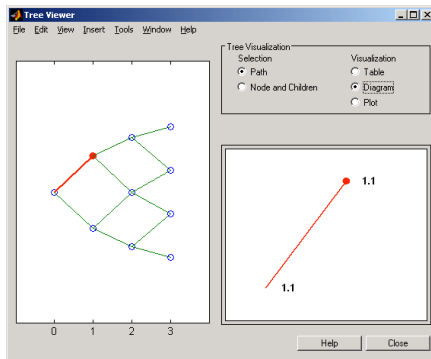 Tree Viewer
File Edit View Insert Tools Window Help
Tree Visualization
Selection Visualization
Path Table
Node and Children Diagram
Plot
1.1
1.1
0 1 2 3
Help Close